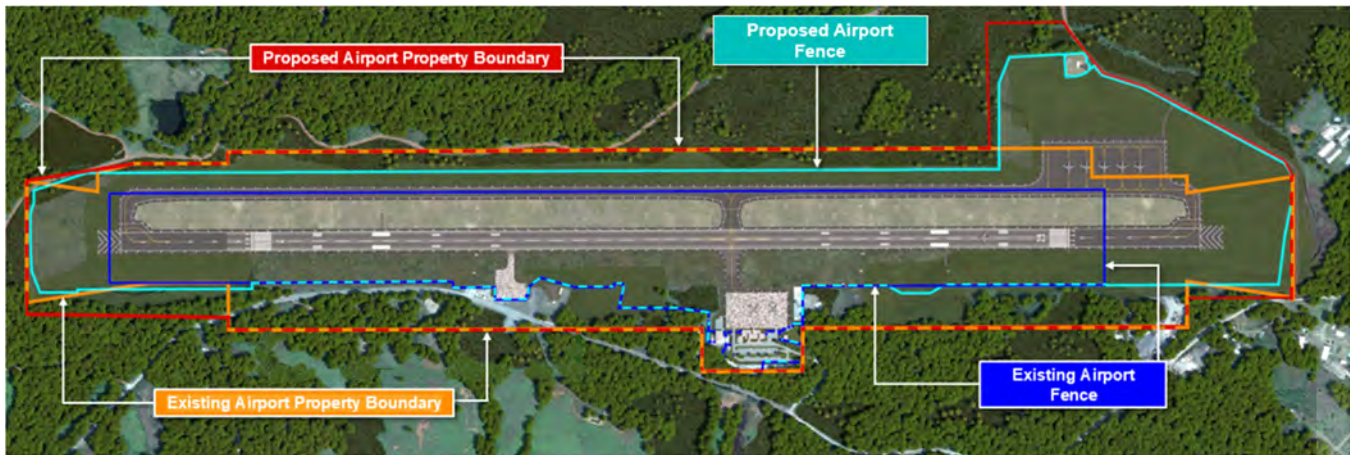 Proposed Airport
Fence
Proposed Airport Property Boundary
Existing Airport
Fence
Existing Airport Property Boundary